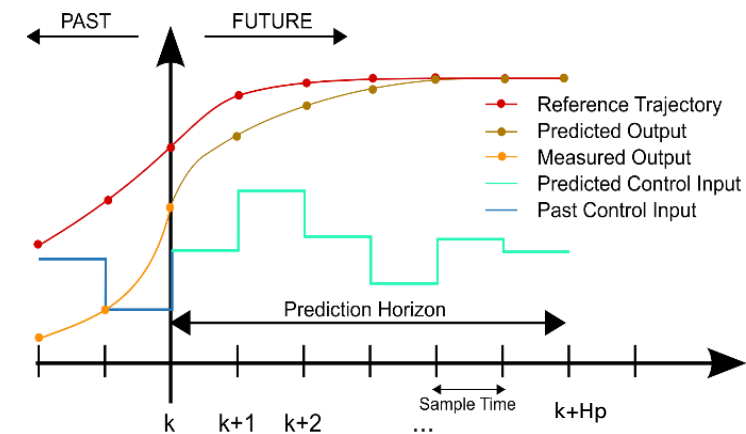 PAST
FUTURE
Reference Trajectory
Predicted Output
Measured Output
Predicted Control Input
Past Control Input
Prediction Horizon
Sample Time
k
k+1
k+2
...
k+Hp